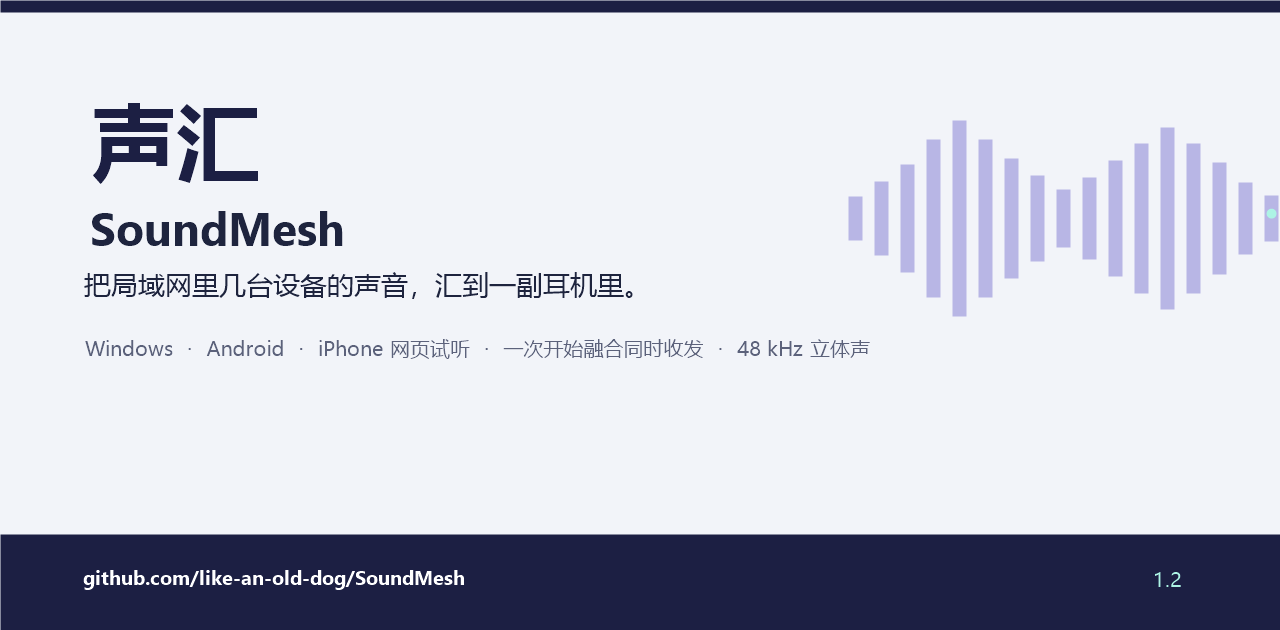 声汇
SoundMesh
把局域网里几台设备的声音，汇到一副耳机里。
Windows · Android · iPhone 网页试听 · 一次开始融合同时收发 · 48 kHz 立体声
github.com/like-an-old-dog/SoundMesh
1.2